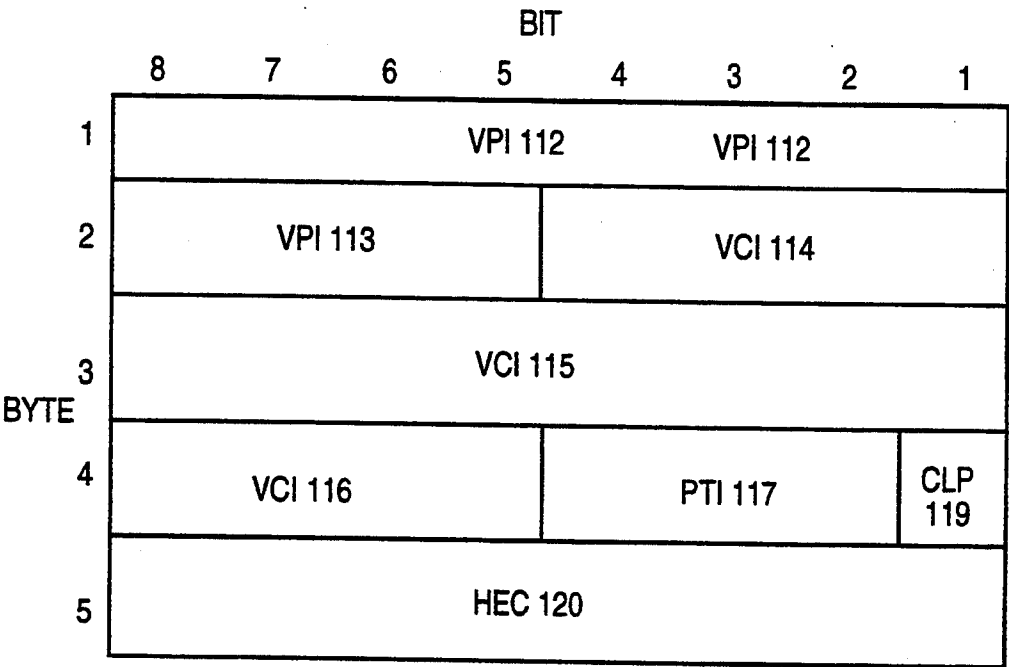 BIT
8 7 6 5 4 3 2 1
1 VPI 112 VPI 112
2 VPI 113 VCI 114
3 VCI 115
BYTE
4 VCI 116 PTI 117 CLP
119
5 HEC 120